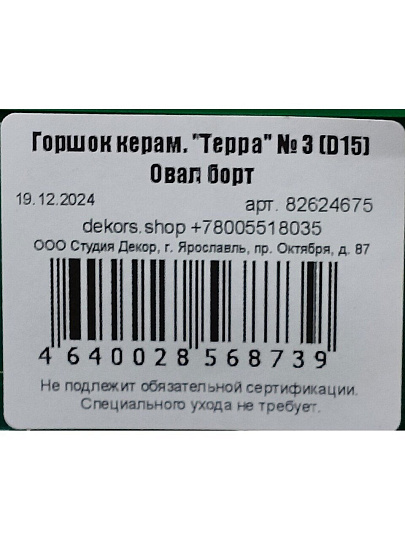 Горшок керам. "Терра" № 3 (D15)
Овал борт
19.12.2024
арт. 82624675
dekors.shop +78005518035
ООО Студия Декор, г. Ярославль, пр. Октября, д. 87
4 640028 568739
Не подлежит обязательной сертификации.
Специального ухода не требует.